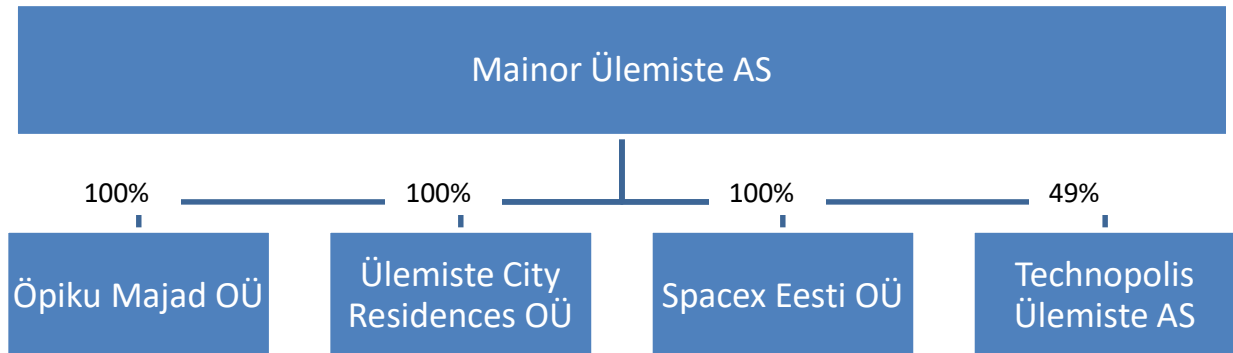 Mainor Ülemiste AS
100%
100%
100%
49%
Öpiku Majad OÜ
Ülemiste City
Residences OÜ
Spacex Eesti OÜ
Technopolis
Ülemiste AS